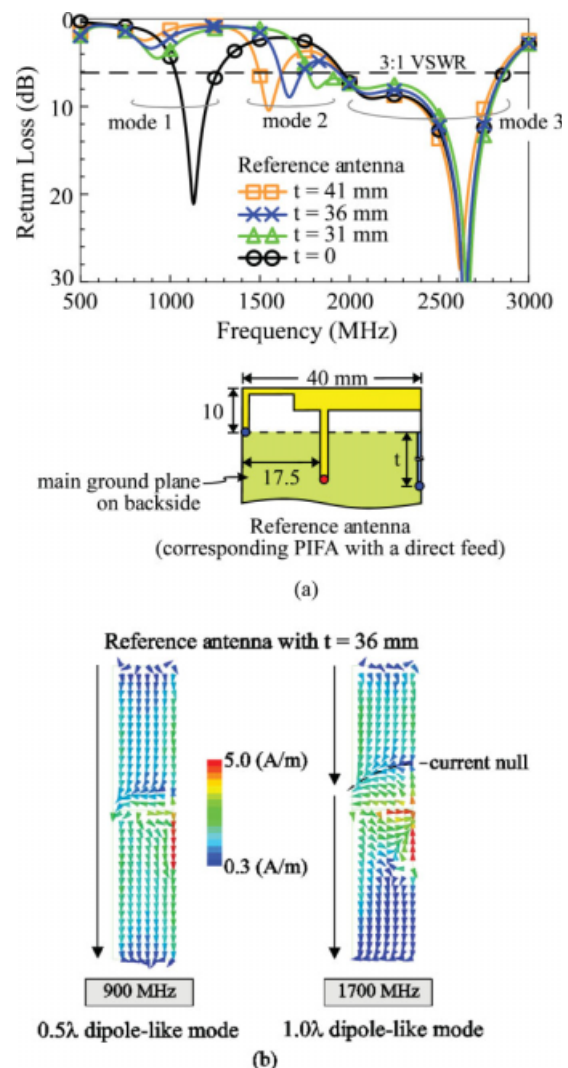 0
10
20
30
Return Loss (dB)
3:1 VSWR
mode 1
mode 2
mode 3
Reference antenna
t = 41 mm
t = 36 mm
t = 31 mm
t = 0
500
1000
1500
2000
2500
3000
Frequency (MHz)
40 mm
10
17.5
t
main ground plane
on backside
Reference antenna
(corresponding PIFA with a direct feed)
(a)
Reference antenna with t = 36 mm
5.0 (A/m)
0.3 (A/m)
current null
900 MHz
1700 MHz
0.5λ dipole-like mode
1.0λ dipole-like mode
(b)